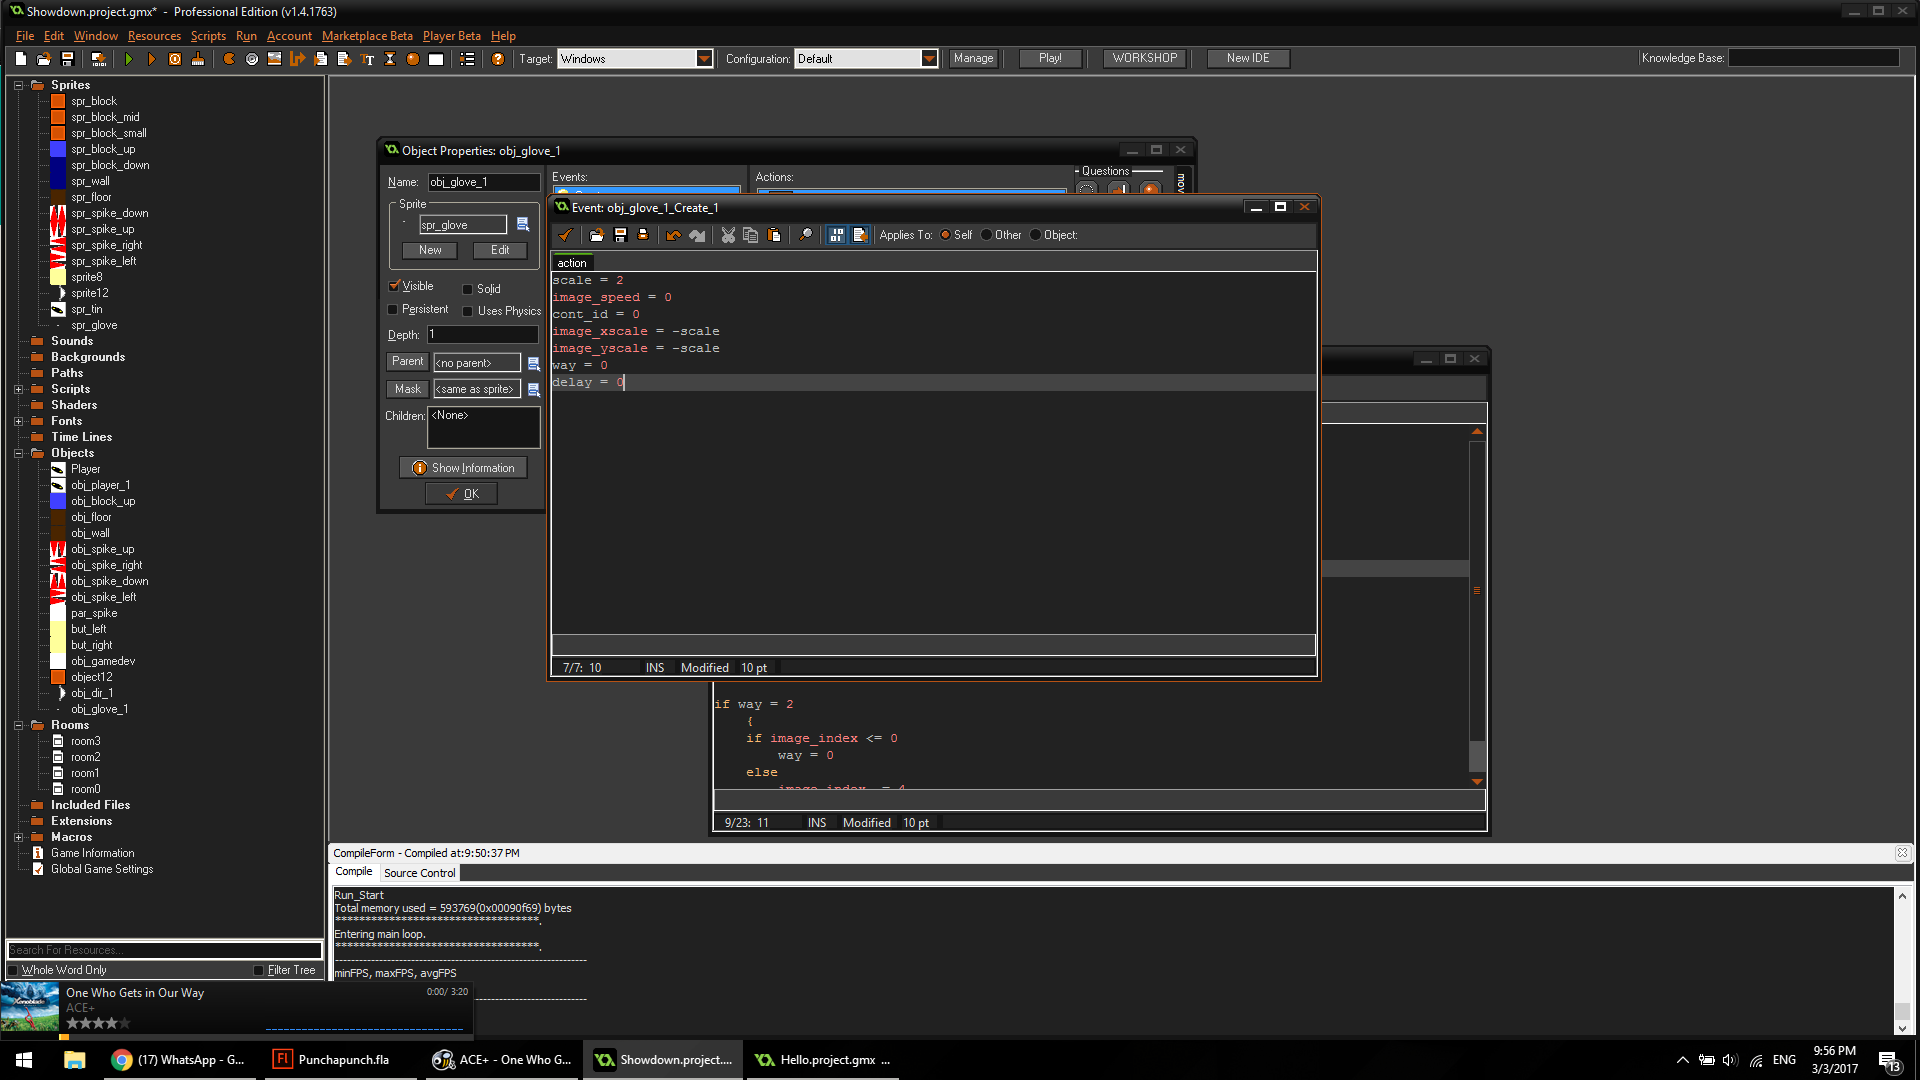 Showdown.project.gmx* - Professional Edition (v1.4.1763)
File Edit Window Resources Scripts Run Account Marketplace Beta Player Beta Help
Target: Windows Configuration: Default Manage Play! WORKSHOP New IDE Knowledge Base:
Sprites
spr_block
spr_block_mid
spr_block_small
spr_block_up
spr_block_down
spr_wall
spr_floor
spr_spike_down
spr_spike_up
spr_spike_right
spr_spike_left
sprite8
sprite12
spr_tin
spr_glove
Sounds
Backgrounds
Paths
Scripts
Shaders
Fonts
Time Lines
Objects
Player
obj_player_1
obj_block_up
obj_floor
obj_wall
obj_spike_up
obj_spike_right
obj_spike_down
obj_spike_left
par_spike
but_left
but_right
obj_gamedev
object12
obj_dir_1
obj_glove_1
Rooms
room3
room2
room1
room0
Included Files
Extensions
Macros
Game Information
Global Game Settings
Search For Resources...
Whole Word Only Filter Tree
Object Properties: obj_glove_1
Name: obj_glove_1
Sprite
spr_glove
New Edit
Visible Solid
Persistent Uses Physics
Depth: 1
Parent <no parent>
Mask <same as sprite>
Children: <None>
Show Information
OK
Events: Actions: Questions
Event: obj_glove_1_Create_1
Applies To: Self Other Object:
action
scale = 2
image_speed = 0
cont_id = 0
image_xscale = -scale
image_yscale = -scale
way = 0
delay = 0
7/7: 10 INS Modified 10 pt
if way = 2
{
if image_index <= 0
way = 0
else
9/23: 11 INS Modified 10 pt
CompileForm - Compiled at:9:50:37 PM
Compile Source Control
Run_Start
Total memory used = 593769(0x00090f69) bytes
***********************************.
Entering main loop.
***********************************.
minFPS, maxFPS, avgFPS
One Who Gets in Our Way 0:00/ 3:20
ACE+
(17) WhatsApp - G... Punchapunch.fla ACE+ - One Who G... Showdown.project.... Hello.project.gmx ... ENG 9:56 PM
3/3/2017 13